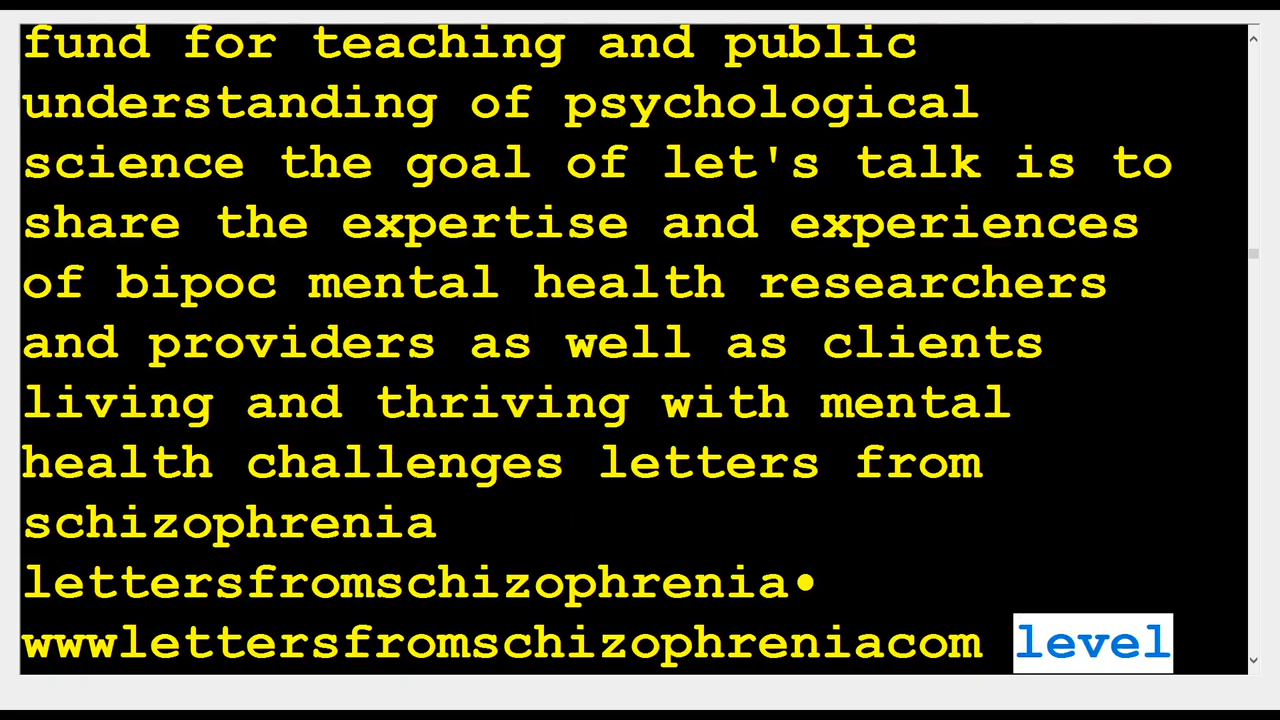 fund for teaching and public
understanding of psychological
science the goal of let's talk is to
share the expertise and experiences
of bipoc mental health researchers
and providers as well as clients
living and thriving with mental
health challenges letters from
schizophrenia
lettersfromschizophrenia•
wwwlettersfromschizophreniacom level